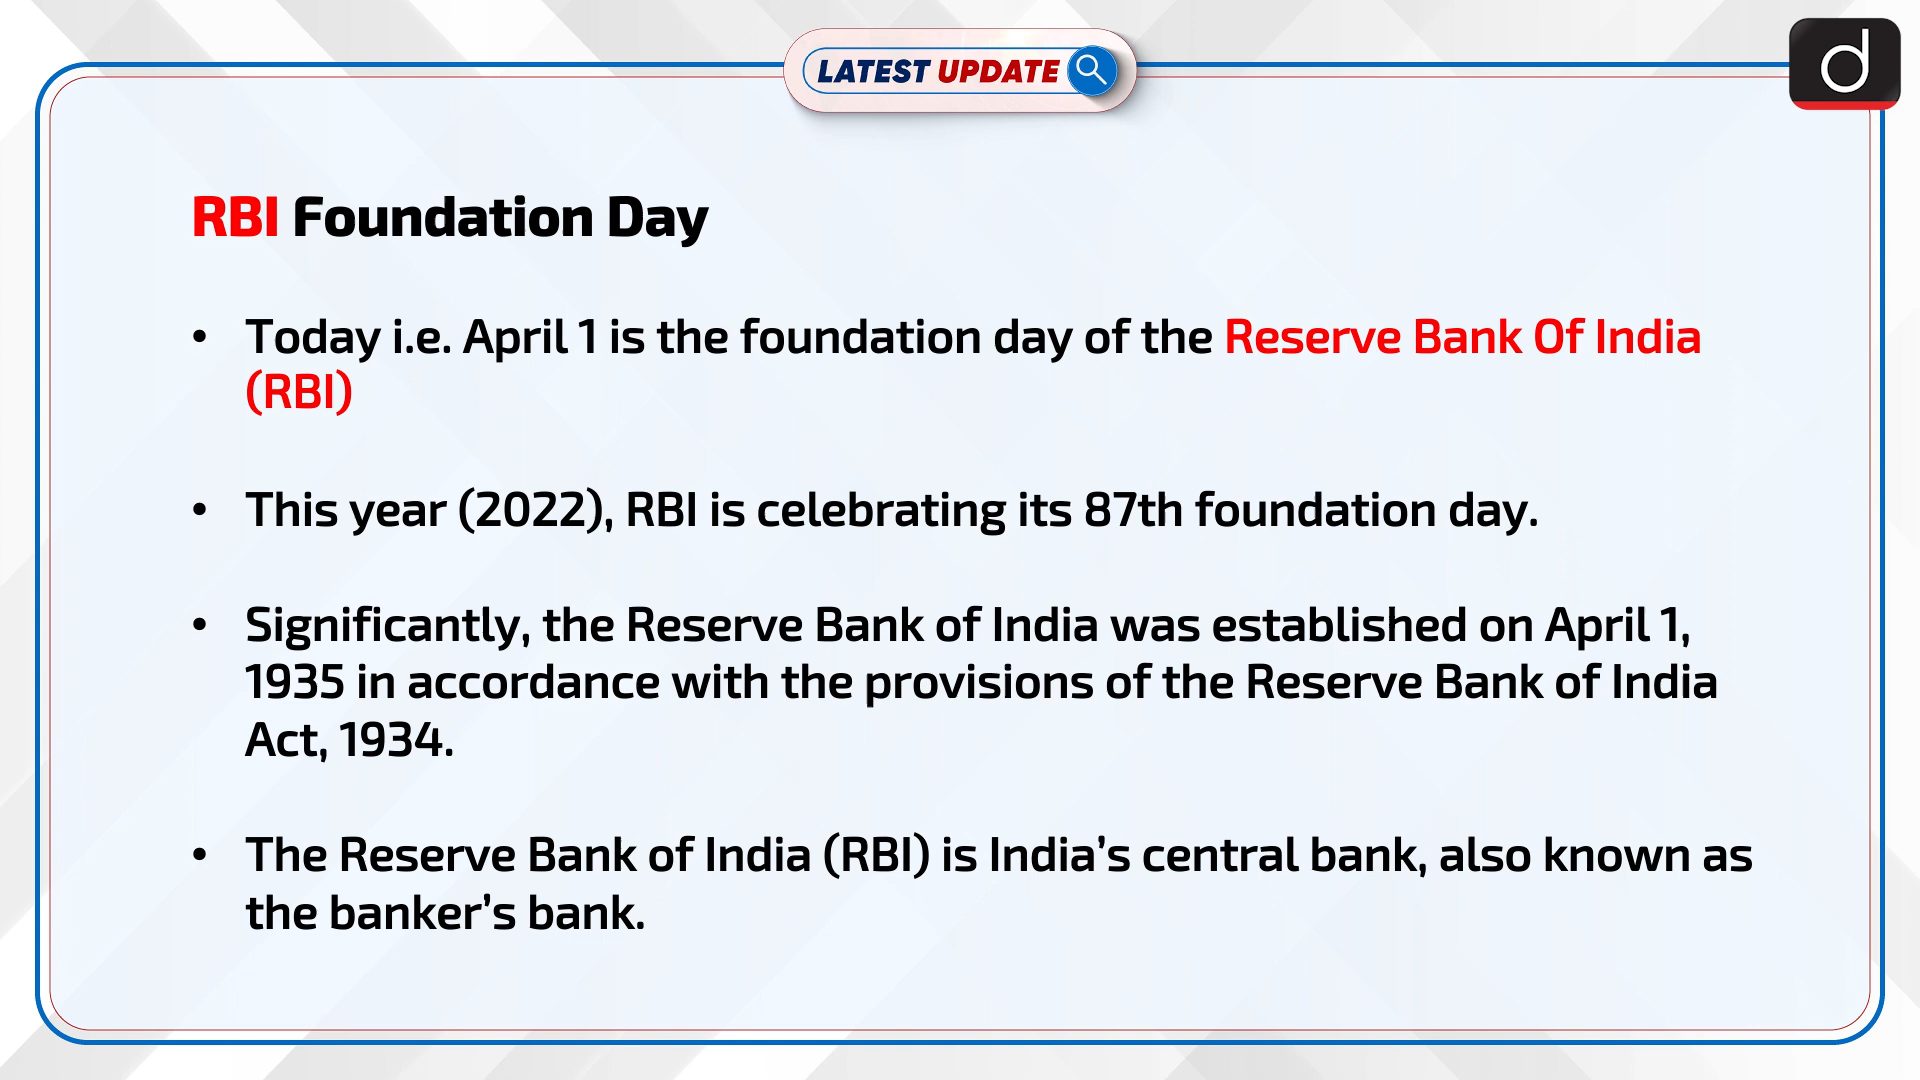 LATEST UPDATE
d
RBI Foundation Day
• Today i.e. April 1 is the foundation day of the Reserve Bank Of India
(RBI)
• This year (2022), RBI is celebrating its 87th foundation day.
• Significantly, the Reserve Bank of India was established on April 1,
1935 in accordance with the provisions of the Reserve Bank of India
Act, 1934.
• The Reserve Bank of India (RBI) is India’s central bank, also known as
the banker’s bank.